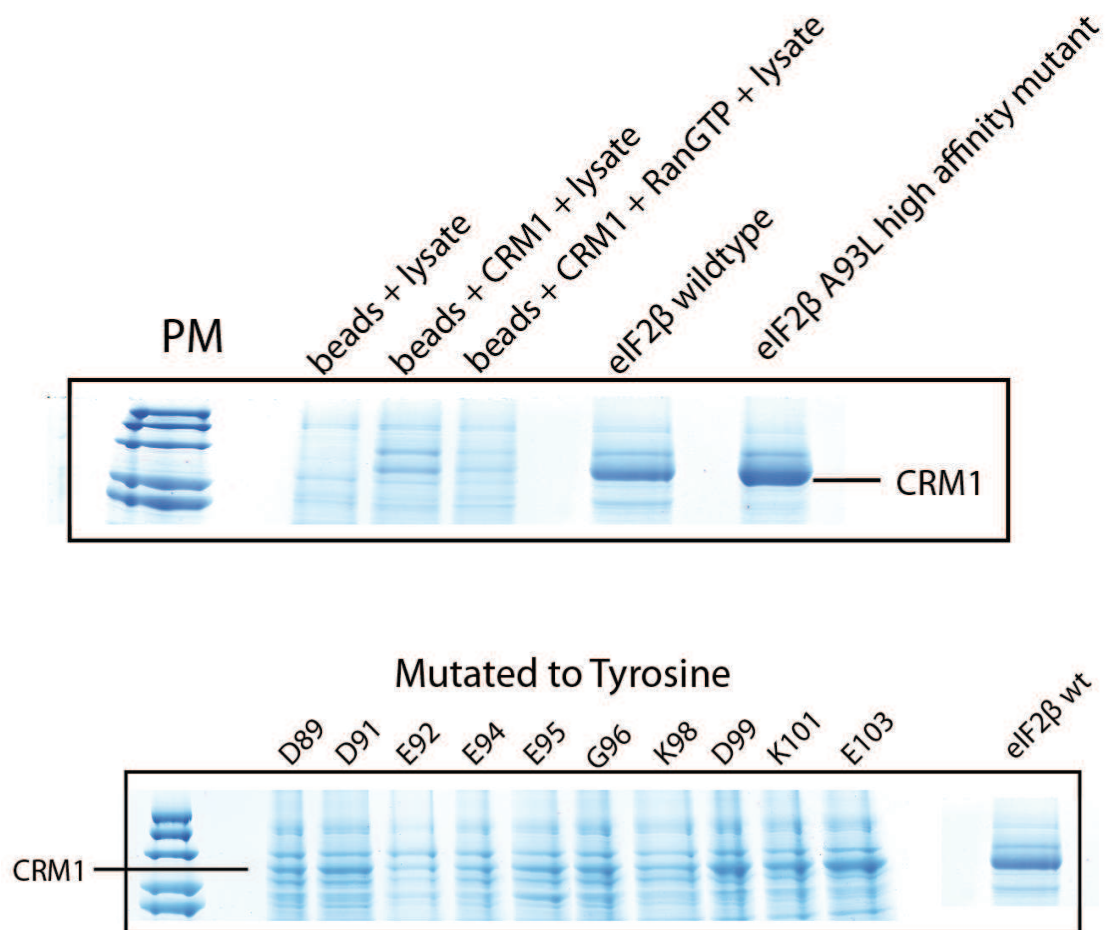 PM
beads + lysate
beads + CRM1 + lysate
beads + CRM1 + RanGTP + lysate
eIF2β wildtype
eIF2β A93L high affinity mutant
CRM1
Mutated to Tyrosine
D89
D91
E92
E94
E95
G96
K98
D99
K101
E103
eIF2β wt
CRM1